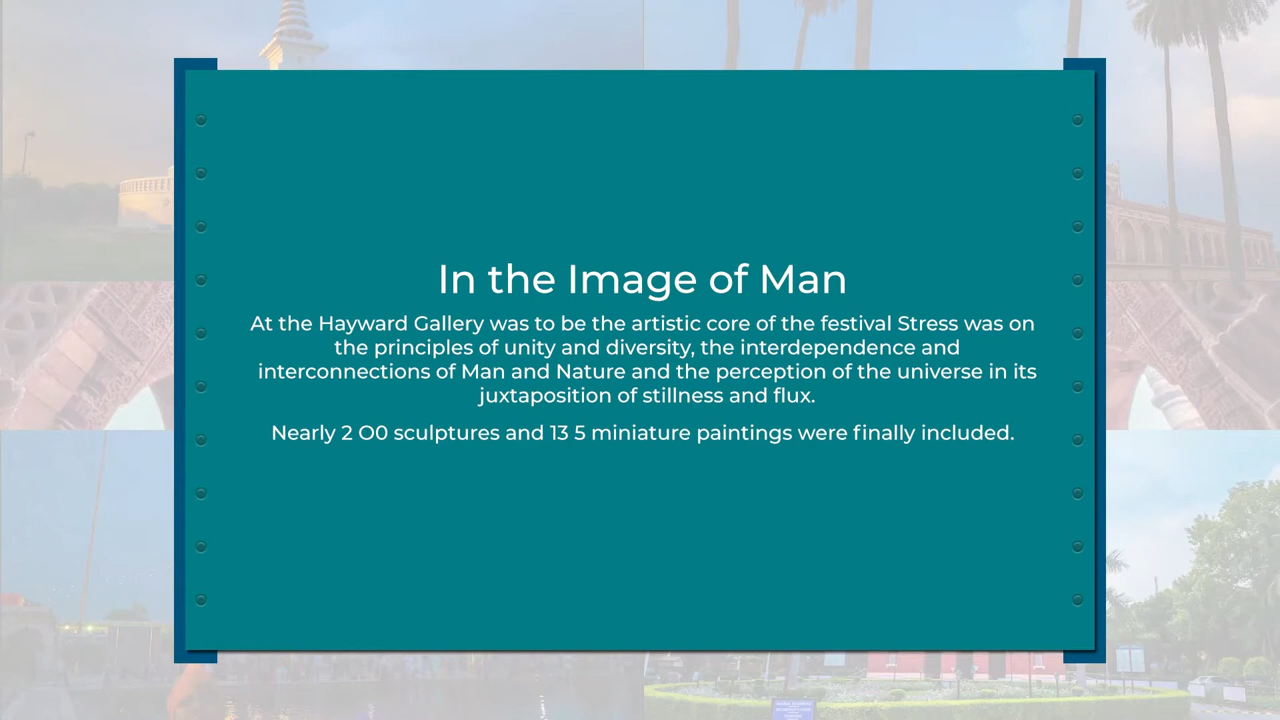 In the Image of Man
At the Hayward Gallery was to be the artistic core of the festival Stress was on
the principles of unity and diversity, the interdependence and
interconnections of Man and Nature and the perception of the universe in its
juxtaposition of stillness and flux.
Nearly 2 O0 sculptures and 13 5 miniature paintings were finally included.